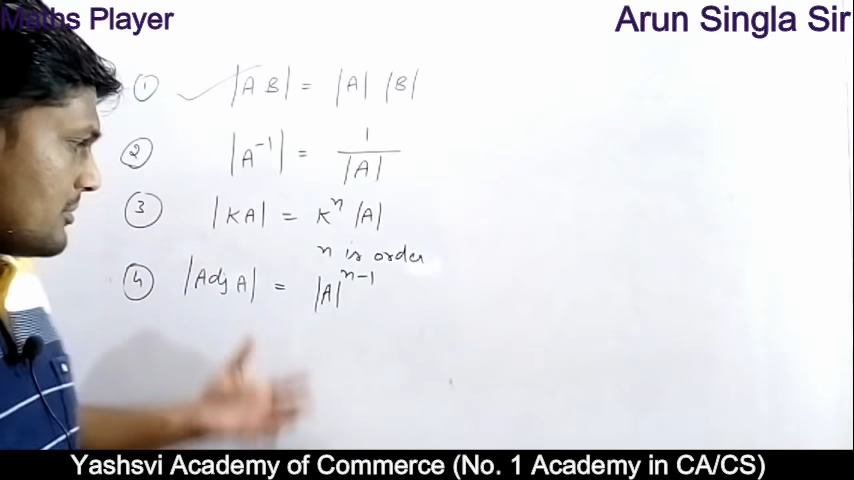 Maths Player
Arun Singla Sir
① |A B| = |A| |B|
② |A⁻¹| = 1/|A|
③ |KA| = Kⁿ |A|
n is order
④ |Adj A| = |A|ⁿ⁻¹
Yashsvi Academy of Commerce (No. 1 Academy in CA/CS)